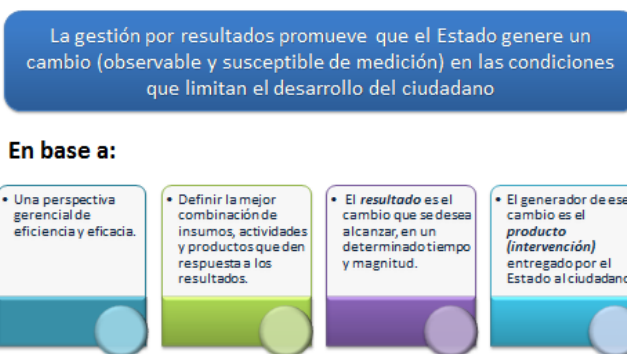 La gestión por resultados promueve que el Estado genere un
cambio (observable y susceptible de medición) en las condiciones
que limitan el desarrollo del ciudadano
En base a:
• Una perspectiva
gerencial de
eficiencia y eficacia.
• Definir la mejor
combinación de
insumos, actividades
y productos que den
respuesta a los
resultados.
• El resultado es el
cambio que se desea
alcanzar, en un
determinado tiempo
y magnitud.
• El generador de ese
cambio es el
producto
(intervención)
entregado por el
Estado al ciudadano